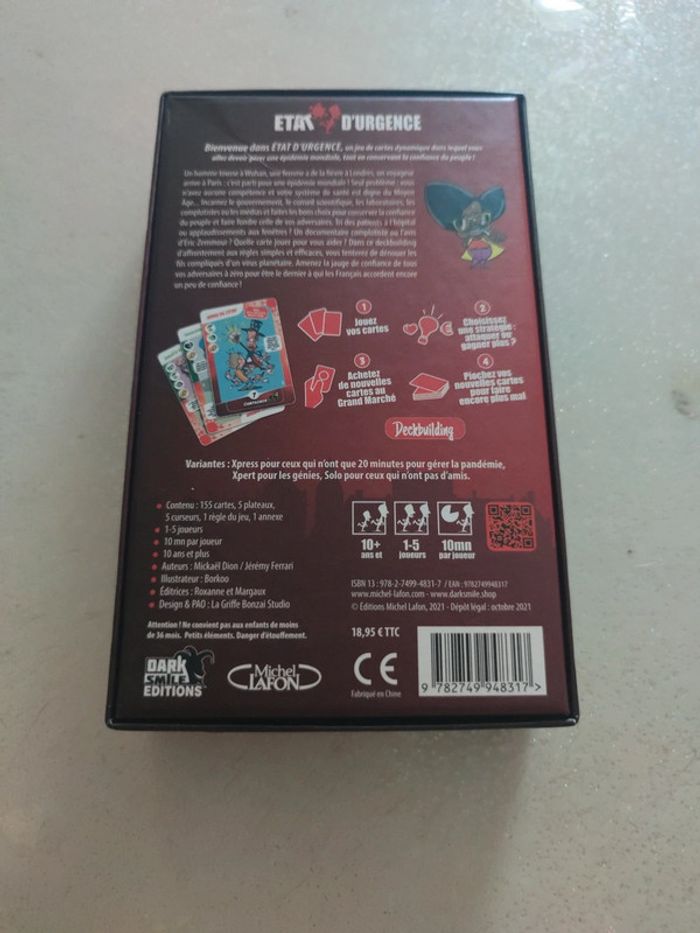 ETAT D'URGENCE
Bienvenue dans ÉTAT D'URGENCE, un jeu de cartes dynamique dans lequel vous
allez devoir gérer une épidémie mondiale, tout en conservant la confiance du peuple !
Un homme tousse à Wuhan, une femme a de la fièvre à Londres, un voyageur
arrive à Paris : c'est parti pour une épidémie mondiale ! Seul problème : vous
n'avez aucune compétence et votre système de santé est digne du Moyen
Âge... Incarnez le gouvernement, le conseil scientifique, les laboratoires, les
complotistes ou les médias et faites les bons choix pour conserver la confiance
du peuple et faire fondre celle de vos adversaires. Tri des patients à l'hôpital
ou applaudissements aux fenêtres ? Un documentaire complotiste ou l'avis
d'Eric Zemmour ? Quelle carte jouer pour vous aider ? Dans ce deckbuilding
d'affrontement aux règles simples et efficaces, vous tenterez de dénouer les
fils compliqués d'un virus planétaire. Amenez la jauge de confiance de tous
vos adversaires à zéro pour être le dernier à qui les Français accordent encore
un peu de confiance !
1
Jouez
vos cartes
2
Choisissez
une stratégie :
attaquer ou
gagner plus ?
3
Achetez
de nouvelles
cartes au
Grand Marché
4
Piochez vos
nouvelles cartes
pour faire
encore plus mal
Deckbuilding
Variantes : Xpress pour ceux qui n'ont que 20 minutes pour gérer la pandémie,
Xpert pour les génies, Solo pour ceux qui n'ont pas d'amis.
• Contenu : 155 cartes, 5 plateaux,
5 curseurs, 1 règle du jeu, 1 annexe
• 1-5 joueurs
• 10 mn par joueur
• 10 ans et plus
• Auteurs : Mickaël Dion / Jérémy Ferrari
• Illustrateur : Borkoo
• Éditrices : Roxanne et Margaux
• Design & PAO : La Griffe Bonzai Studio
10+
ans et
1-5
joueurs
10mn
par joueur
ISBN 13 : 978-2-7499-4831-7 / EAN : 9782749948317
www.michel-lafon.com - www.darksmile.shop
© Éditions Michel Lafon, 2021 - Dépôt légal : octobre 2021
Attention ! Ne convient pas aux enfants de moins
de 36 mois. Petits éléments. Danger d'étouffement.
18,95 € TTC
DARK
SMILE
EDITIONS
Michel
LAFON
CE
Fabriqué en Chine
9 782749 948317 >